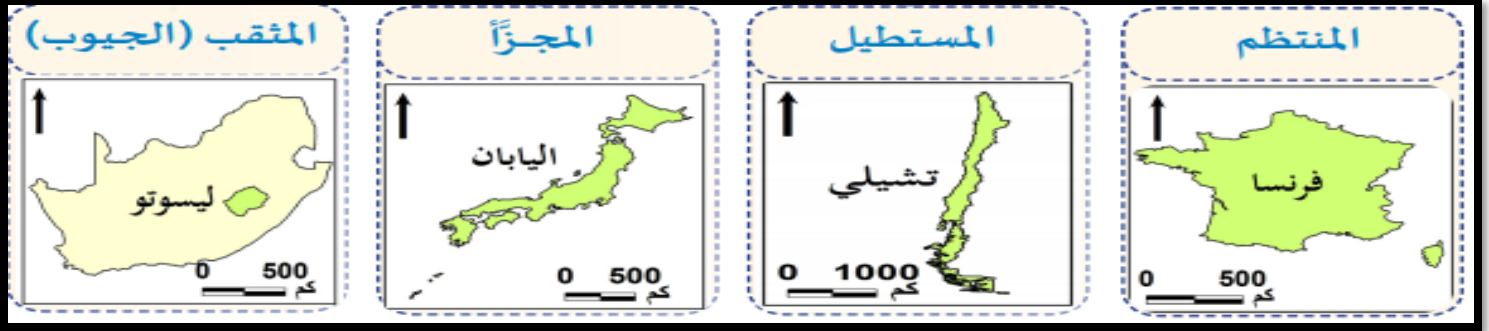 المنتظم
المستطيل
المجزَّأ
المثقب (الجيوب)
فرنسا
0 500
كم
تشيلي
0 1000
كم
اليابان
0 500
كم
ليسوتو
0 500
كم